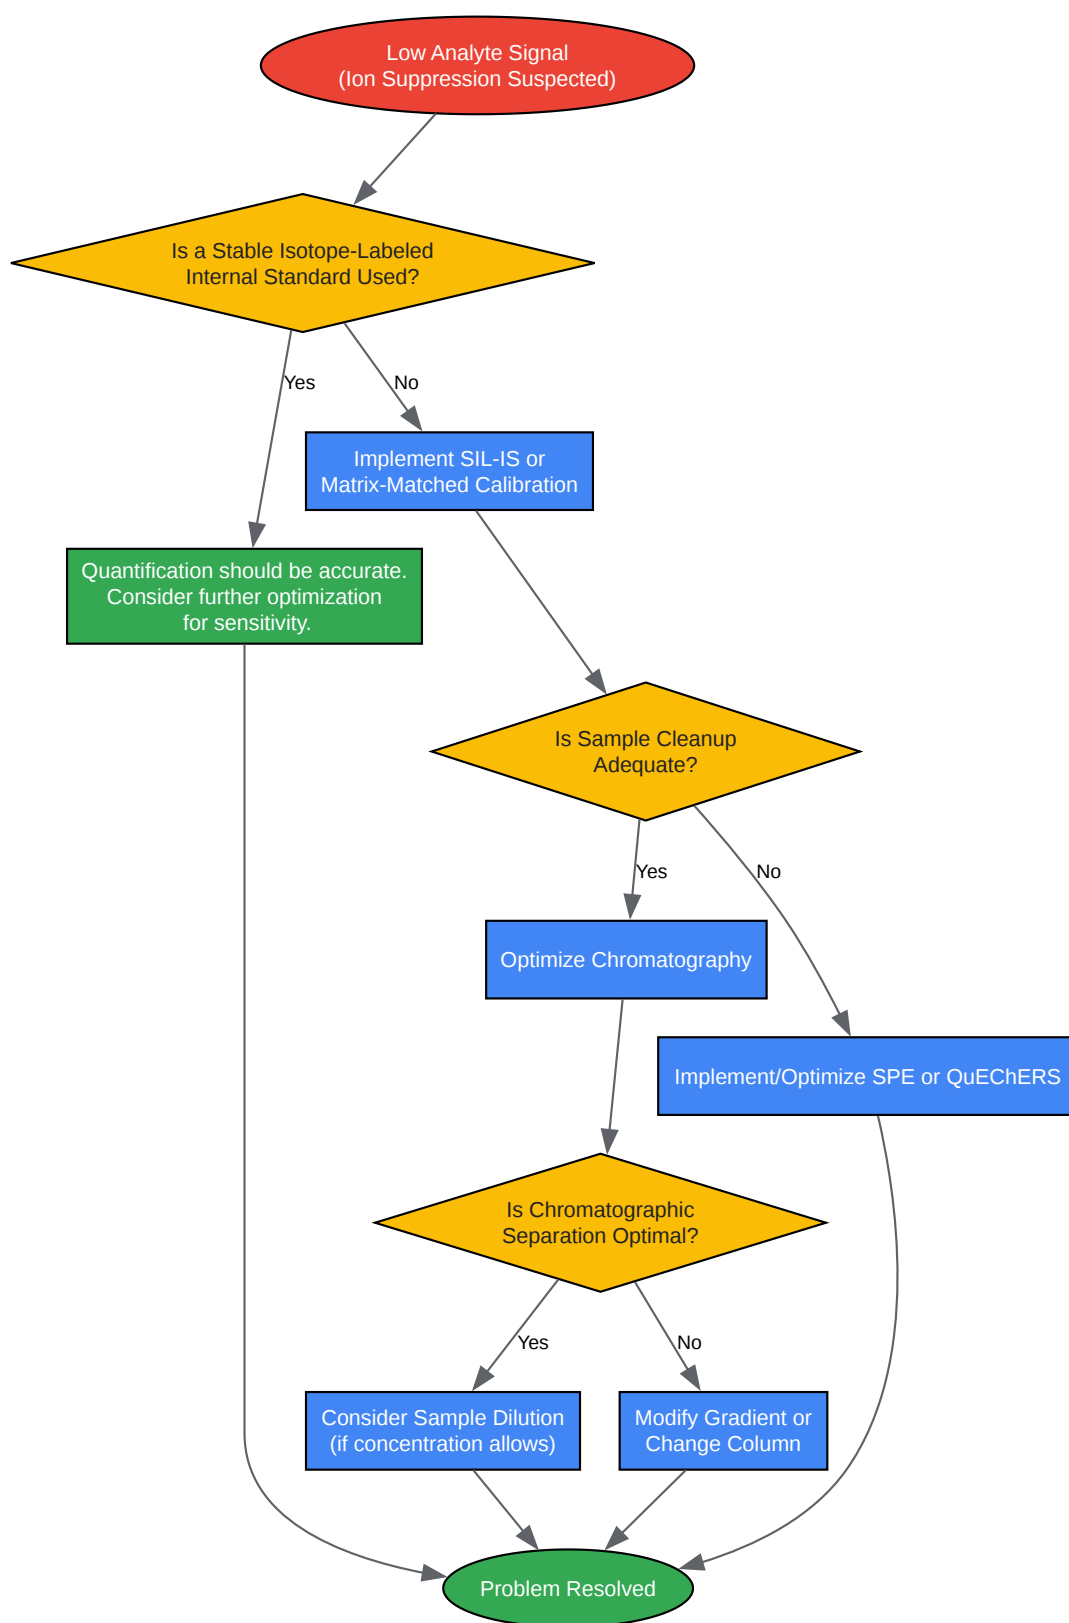 Low Analyte Signal
(Ion Suppression Suspected)
Is a Stable Isotope-Labeled
Internal Standard Used?
Yes
No
Implement SIL-IS or
Matrix-Matched Calibration
Quantification should be accurate.
Consider further optimization
for sensitivity.
Is Sample Cleanup
Adequate?
Yes
No
Optimize Chromatography
Implement/Optimize SPE or QuEChERS
Is Chromatographic
Separation Optimal?
Yes
No
Consider Sample Dilution
(if concentration allows)
Modify Gradient or
Change Column
Problem Resolved